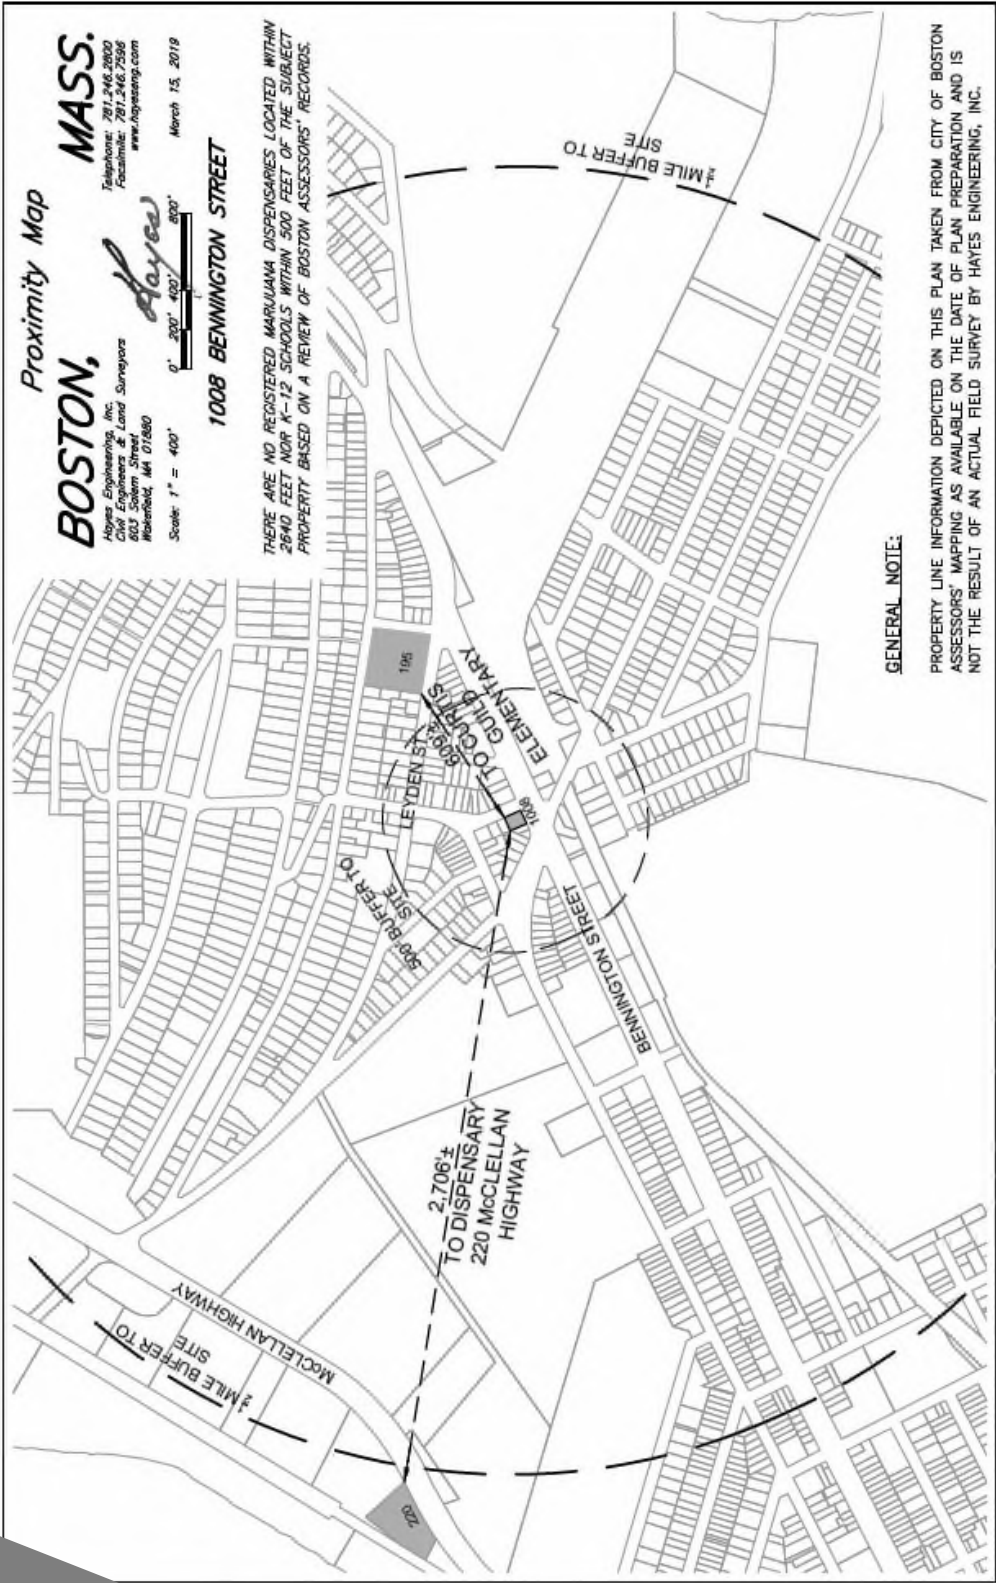 Proximity Map
BOSTON, MASS.
Hayes Engineering, Inc.
Civil Engineers & Land Surveyors
603 Salem Street
Wakefield, MA 01880
Telephone: 781.246.2800
Facsimile: 781.246.7596
www.hayeseng.com
Hayes
Scale: 1" = 400'
0' 200' 400' 800'
March 15, 2019
1008 BENNINGTON STREET
THERE ARE NO REGISTERED MARIJUANA DISPENSARIES LOCATED WITHIN
2640 FEET NOR K-12 SCHOOLS WITHIN 500 FEET OF THE SUBJECT
PROPERTY BASED ON A REVIEW OF BOSTON ASSESSORS' RECORDS.
½ MILE BUFFER TO
SITE
195
LEYDEN ST.
609'±
TO CURTIS
GUILD
ELEMENTARY
1008
500' BUFFER TO
SITE
BENNINGTON STREET
2,706'±
TO DISPENSARY
220 McCLELLAN
HIGHWAY
McCLELLAN HIGHWAY
½ MILE BUFFER TO
SITE
220
GENERAL NOTE:
PROPERTY LINE INFORMATION DEPICTED ON THIS PLAN TAKEN FROM CITY OF BOSTON
ASSESSORS' MAPPING AS AVAILABLE ON THE DATE OF PLAN PREPARATION AND IS
NOT THE RESULT OF AN ACTUAL FIELD SURVEY BY HAYES ENGINEERING, INC.